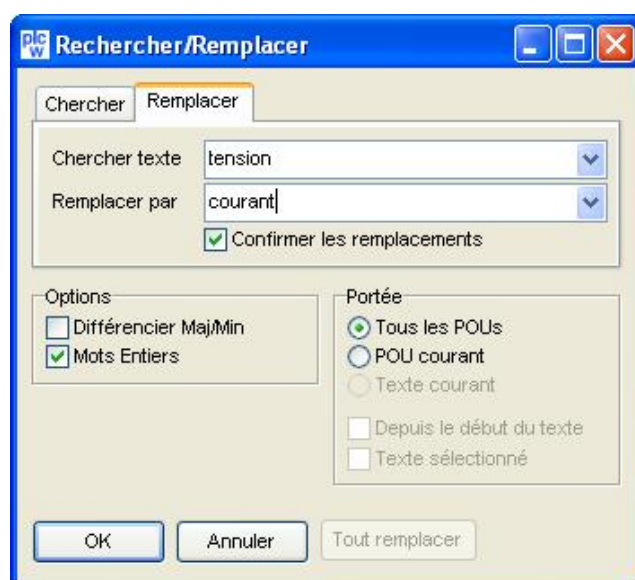 plc w Rechercher/Remplacer
Chercher Remplacer
Chercher texte tension
Remplacer par courant
Confirmer les remplacements
Options
Différencier Maj/Min
Mots Entiers
Portée
Tous les POUs
POU courant
Texte courant
Depuis le début du texte
Texte sélectionné
OK Annuler Tout remplacer